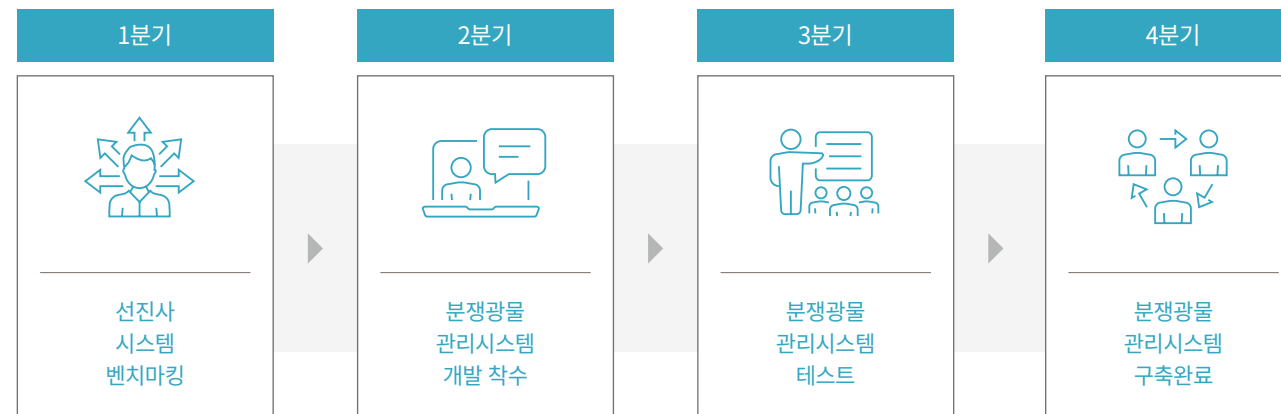 1분기
선진사
시스템
벤치마킹
2분기
분쟁광물
관리시스템
개발 착수
3분기
분쟁광물
관리시스템
테스트
4분기
분쟁광물
관리시스템
구축완료